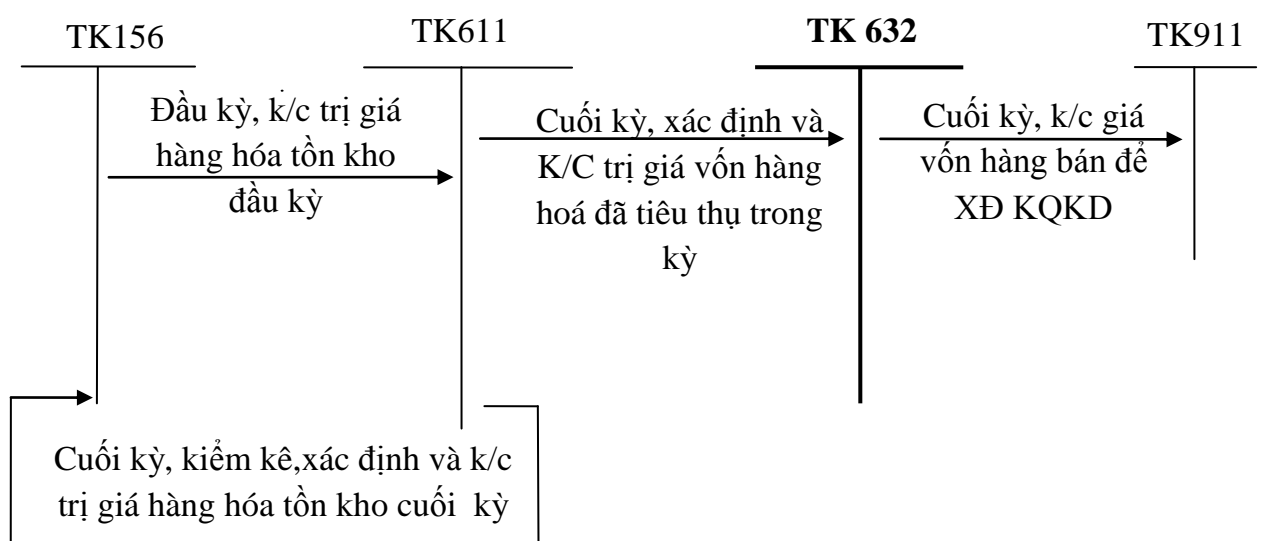 TK156
TK611
TK 632
TK911
Đầu kỳ, k/c trị giá
hàng hóa tồn kho
đầu kỳ
Cuối kỳ, xác định và
K/C trị giá vốn hàng
hoá đã tiêu thụ trong
kỳ
Cuối kỳ, k/c giá
vốn hàng bán để
XĐ KQKD
Cuối kỳ, kiểm kê,xác định và k/c
trị giá hàng hóa tồn kho cuối kỳ